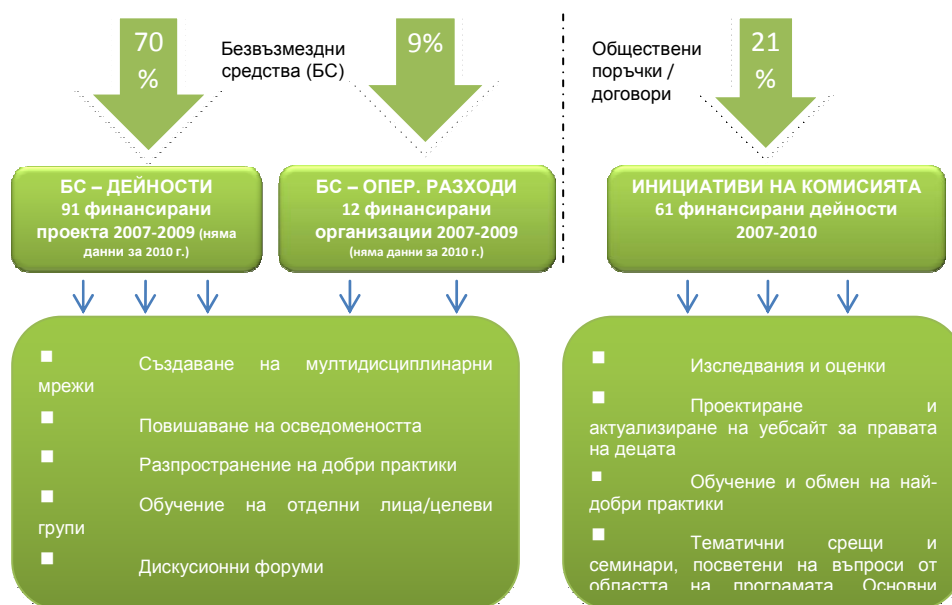 70
%
Безвъзмездни
средства (БС)
9%
Обществени
поръчки /
договори
21
%
БС – ДЕЙНОСТИ
91 финансирани
проекта 2007-2009 (няма
данни за 2010 г.)
БС – ОПЕР. РАЗХОДИ
12 финансирани
организации 2007-2009
(няма данни за 2010 г.)
ИНИЦИАТИВИ НА КОМИСИЯТА
61 финансирани дейности
2007-2010
Създаване на мултидисциплинарни
мрежи
Повишаване на осведомеността
Разпространение на добри практики
Обучение на отделни лица/целеви
групи
Дискусионни форуми
Изследвания и оценки
Проектиране и
актуализиране на уебсайт за правата
на децата
Обучение и обмен на най-
добри практики
Тематични срещи и
семинари, посветени на въпроси от
областта на програмата. Основни